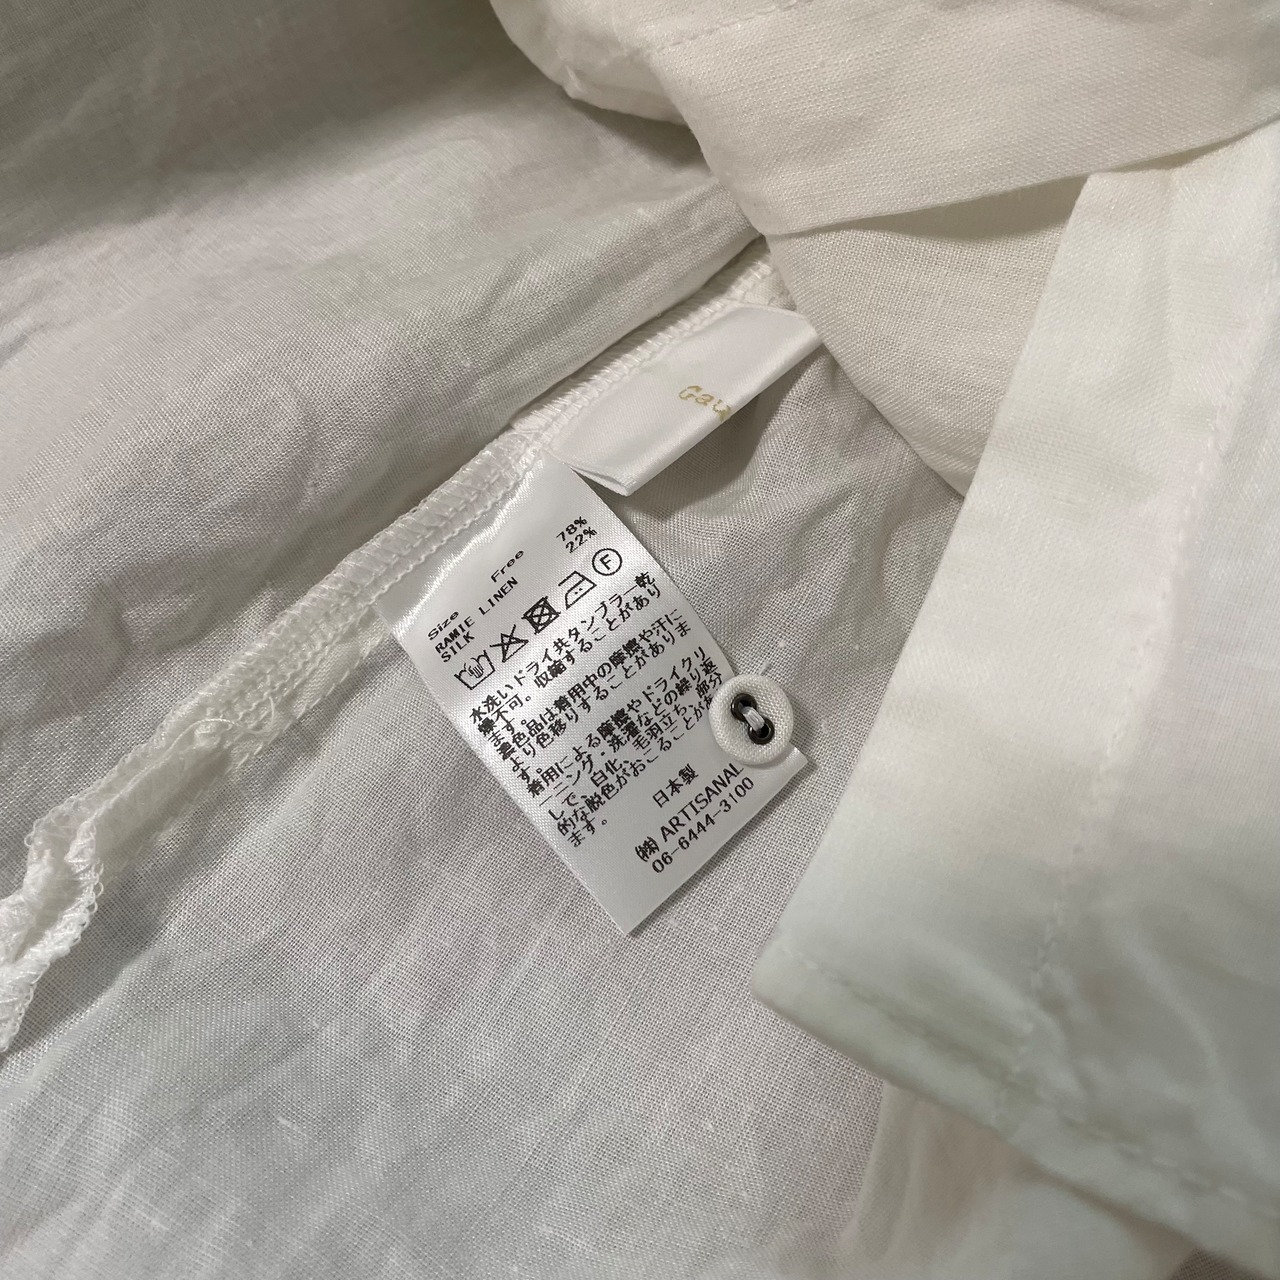 Gau
Size Free
RAMIE LINEN 78%
SILK 22%
F
水洗いドライ共タンブラー乾
燥不可。収縮することがあり
ます。
濃色品は着用中の摩擦や汗に
より色移りすることがありま
す。
着用による摩擦やドライクリ
ーニング・洗濯などの繰り返
しで、白化、毛羽立ち、部分
的な脱色がおこることがあ
ます。
日本製
㈱ ARTISANAL
06-6444-3100